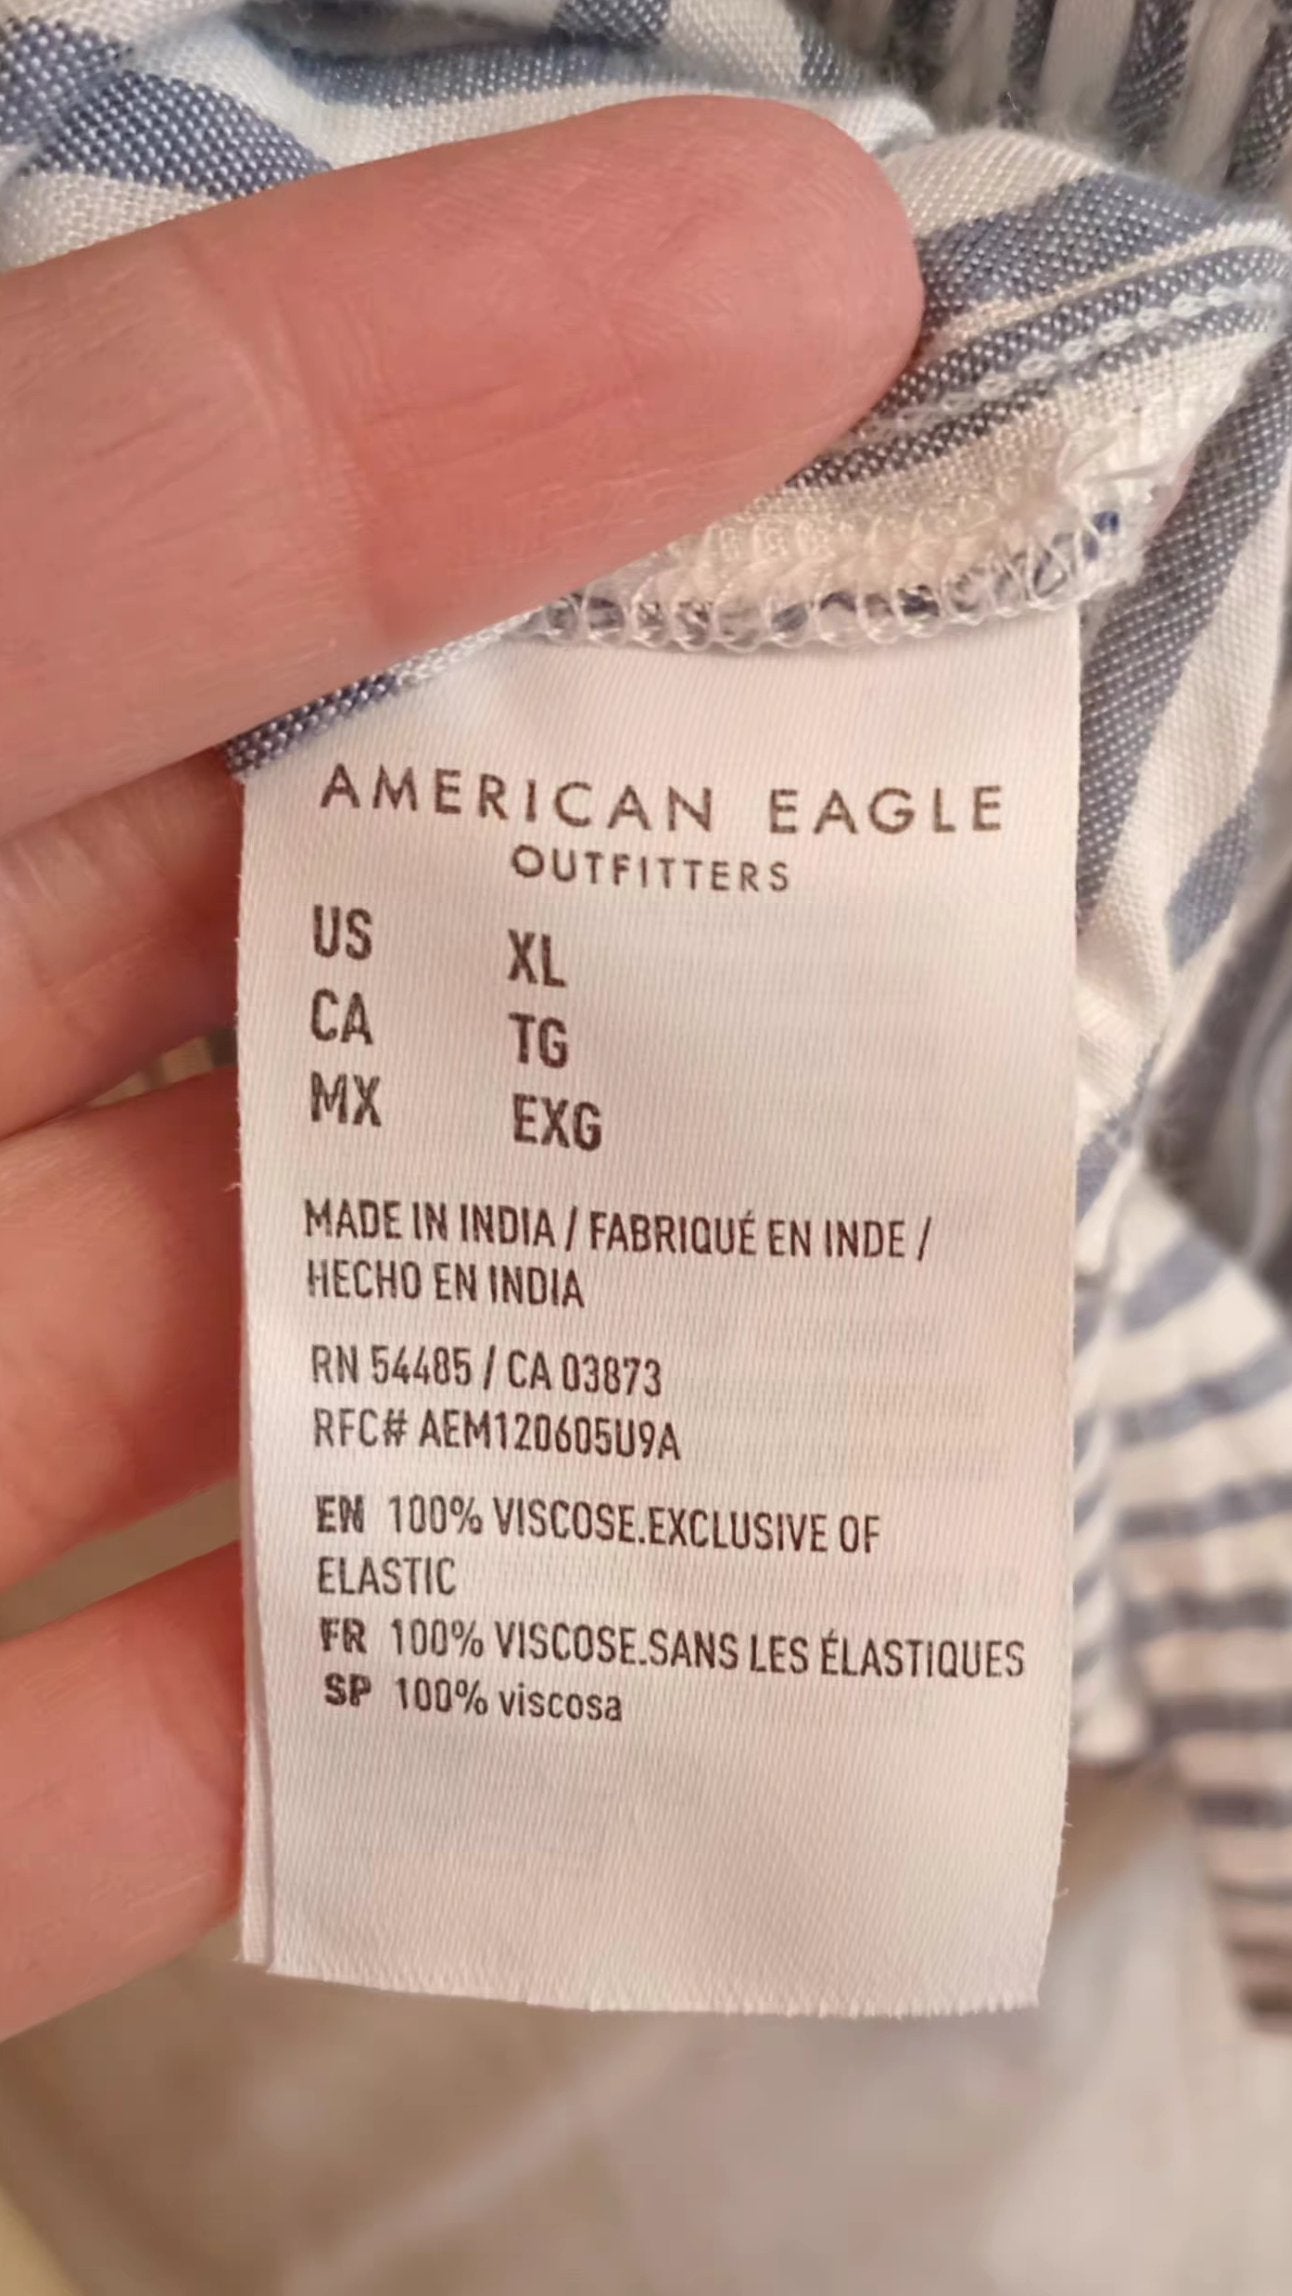 AMERICAN EAGLE
OUTFITTERS
US XL
CA TG
MX EXG
MADE IN INDIA / FABRIQUÉ EN INDE /
HECHO EN INDIA
RN 54485 / CA 03873
RFC# AEM120605U9A
EN 100% VISCOSE.EXCLUSIVE OF
ELASTIC
FR 100% VISCOSE.SANS LES ÉLASTIQUES
SP 100% viscosa